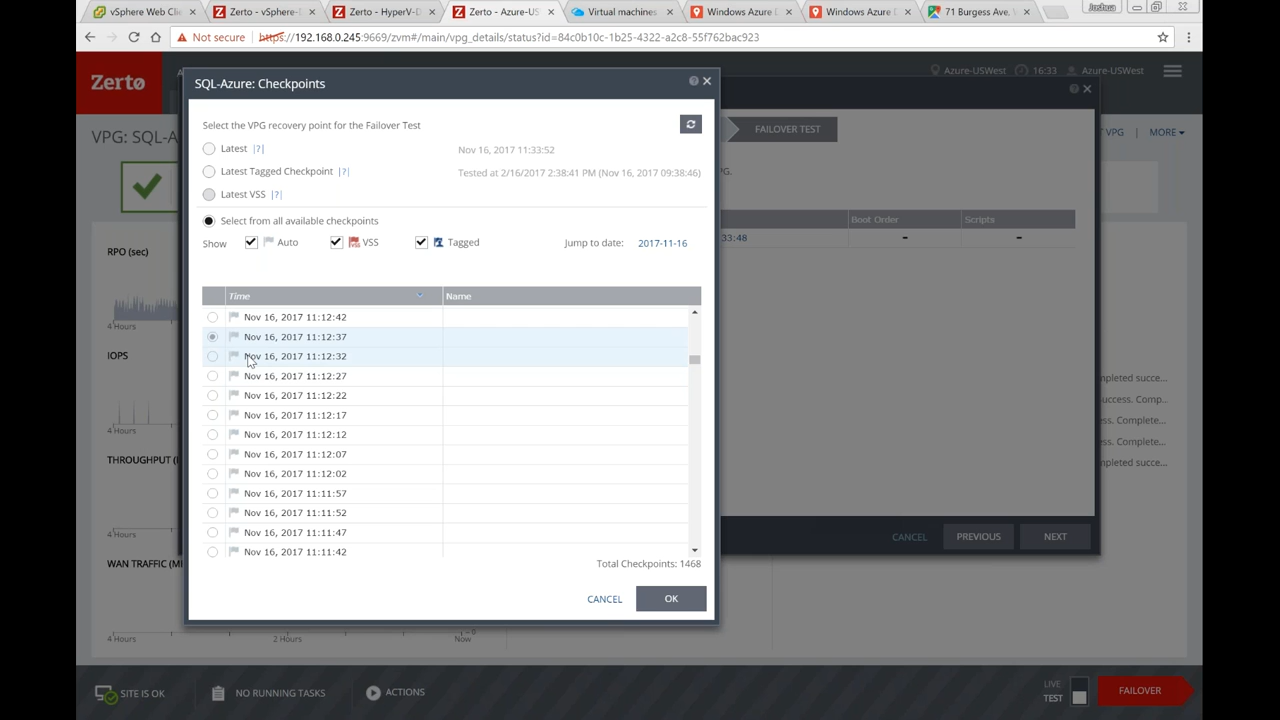 vSphere Web Clie
Zerto - vSphere-
Zerto - HyperV-D
Zerto - Azure-US
Virtual machines
Windows Azure D
Windows Azure D
71 Burgess Ave, W
Joshua
Not secure
https://192.168.0.245:9669/zvm#/main/vpg_details/status?id=84c0b10c-1b25-4322-a2c8-55f762bac923
Zerto
Azure-USWest
16:33
Azure-USWest
SQL-Azure: Checkpoints
VPG: SQL-A
FAILOVER TEST
VPG
MORE
Select the VPG recovery point for the Failover Test
Latest |?|
Nov 16, 2017 11:33:52
Latest Tagged Checkpoint |?|
Tested at 2/16/2017 2:38:41 PM (Nov 16, 2017 09:38:46)
PG.
Latest VSS |?|
Select from all available checkpoints
Boot Order
Scripts
Show
Auto
VSS
Tagged
Jump to date:
2017-11-16
33:48
-
-
RPO (sec)
Time
Name
Nov 16, 2017 11:12:42
4 Hours
Nov 16, 2017 11:12:37
IOPS
Nov 16, 2017 11:12:32
Nov 16, 2017 11:12:27
mpleted succe...
Nov 16, 2017 11:12:22
Success. Comp...
Nov 16, 2017 11:12:17
ss. Complete...
4 Hours
Nov 16, 2017 11:12:12
ss. Complete...
THROUGHPUT (
Nov 16, 2017 11:12:07
mpleted succe...
Nov 16, 2017 11:12:02
Nov 16, 2017 11:11:57
Nov 16, 2017 11:11:52
4 Hours
Nov 16, 2017 11:11:47
CANCEL
PREVIOUS
NEXT
Nov 16, 2017 11:11:42
WAN TRAFFIC (M
Total Checkpoints: 1468
CANCEL
OK
4 Hours
2 Hours
Now
0
SITE IS OK
NO RUNNING TASKS
ACTIONS
LIVE
TEST
FAILOVER